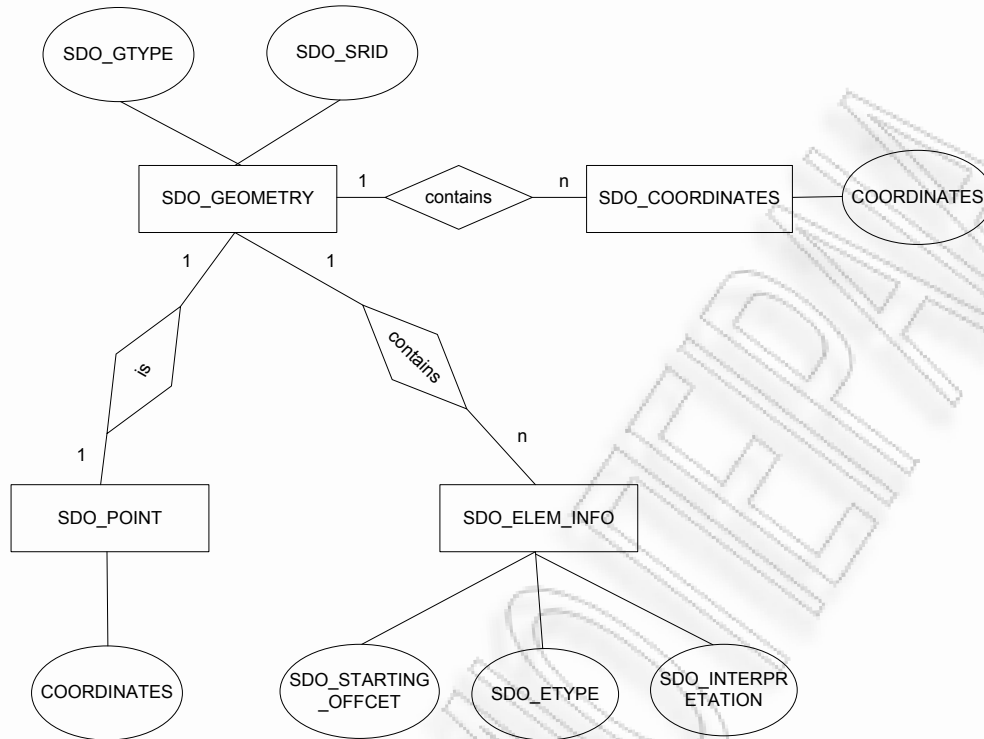 SDO_GTYPE
SDO_SRID
SDO_GEOMETRY
1
contains
n
SDO_COORDINATES
COORDINATES
1
1
is
contains
1
n
SDO_POINT
SDO_ELEM_INFO
COORDINATES
SDO_STARTING
_OFFCET
SDO_ETYPE
SDO_INTERPR
ETATION